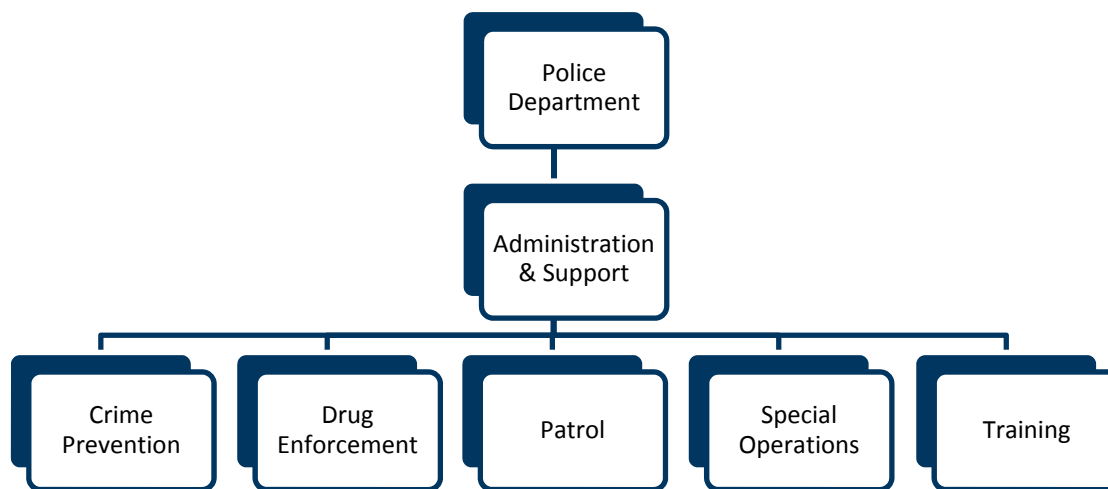 Police
Department
Administration
& Support
Crime
Prevention
Drug
Enforcement
Patrol
Special
Operations
Training